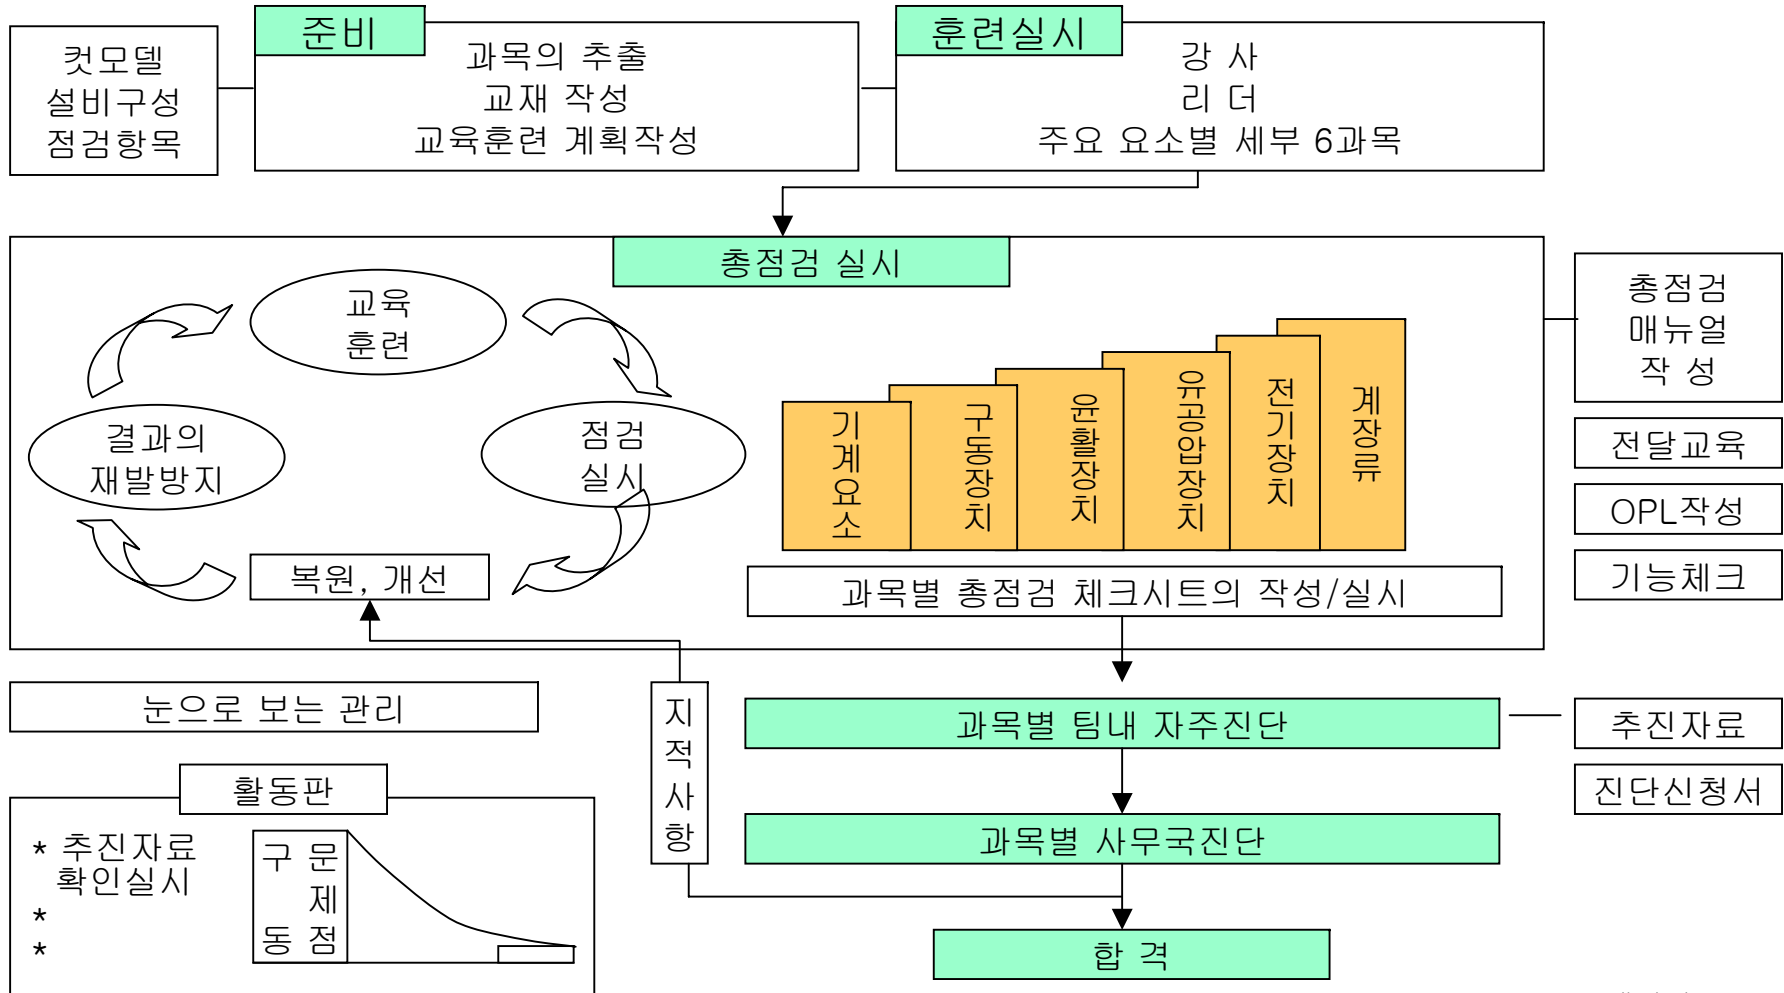 컷모델
설비구성
점검항목
준비
과목의 추출
교재 작성
교육훈련 계획작성
훈련실시
강 사
리 더
주요 요소별 세부 6과목
총점검 실시
교육
훈련
점검
실시
복원, 개선
결과의
재발방지
기계요소
구동장치
윤활장치
유공압장치
전기장치
계장류
과목별 총점검 체크시트의 작성/실시
총점검
매뉴얼
작 성
전달교육
OPL작성
기능체크
눈으로 보는 관리
지적사항
과목별 팀내 자주진단
추진자료
진단신청서
과목별 사무국진단
합 격
활동판
* 추진자료
확인실시
*
*
구 문
제
동 점